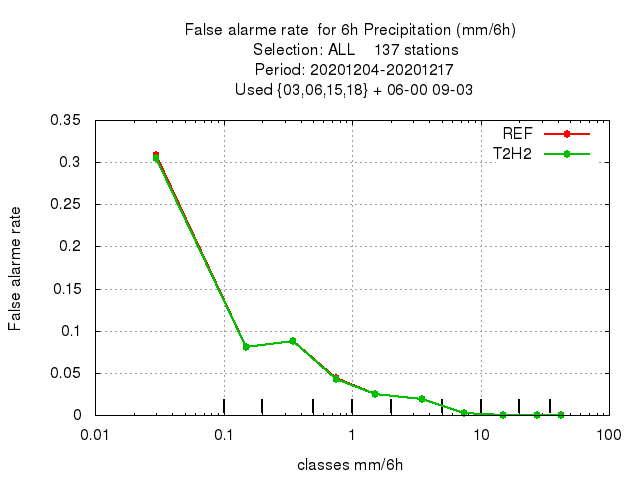 False alarme rate  for 6h Precipitation (mm/6h)
Selection: ALL    137 stations
Period: 20201204-20201217
Used {03,06,15,18} + 06-00 09-03
REF
T2H2
False alarme rate
0.35
0.3
0.25
0.2
0.15
0.1
0.05
0
0.01 0.1 1 10 100
classes mm/6h